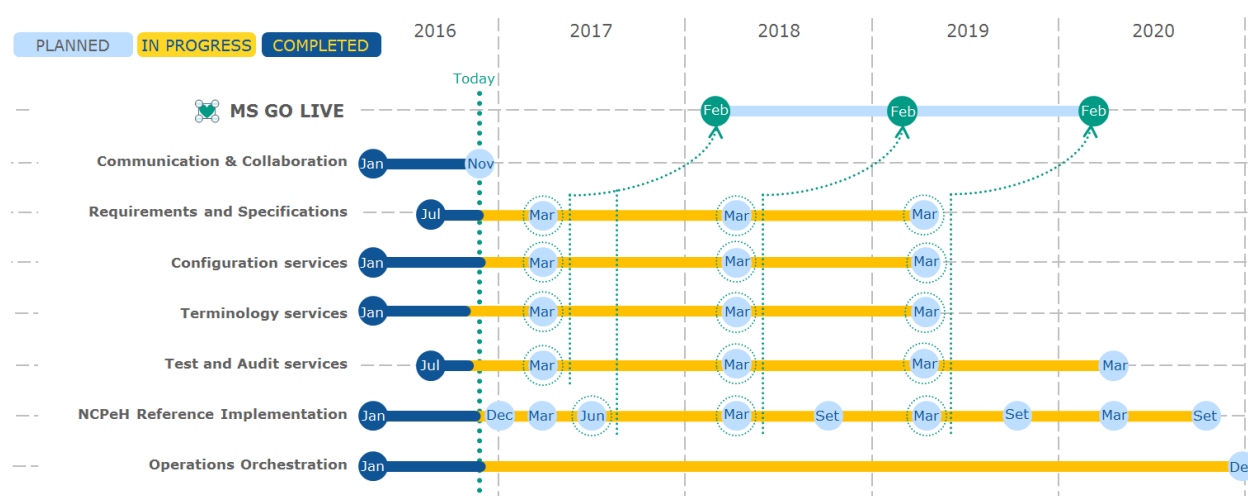 2016 2017 2018 2019 2020
PLANNED IN PROGRESS COMPLETED
Today
MS GO LIVE Feb Feb Feb
Communication & Collaboration Jan Nov
Requirements and Specifications Jul Mar Mar Mar
Configuration services Jan Mar Mar Mar
Terminology services Jan Mar Mar Mar
Test and Audit services Jul Mar Mar Mar Mar
NCPeH Reference Implementation Jan Dec Mar Jun Mar Set Mar Set Mar Set
Operations Orchestration Jan De